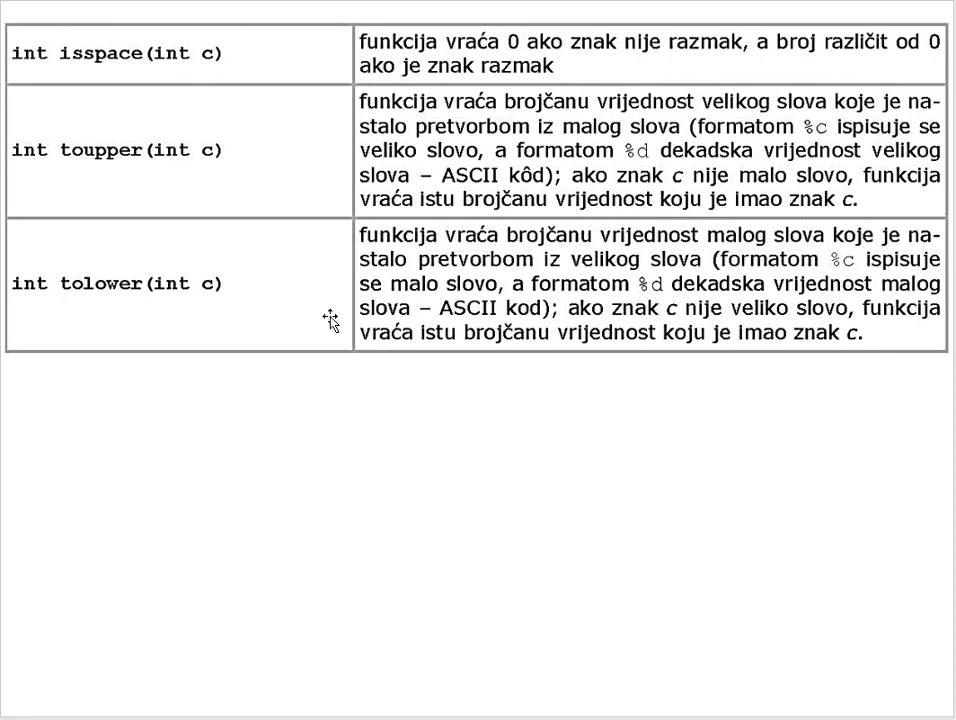 int isspace(int c)
funkcija vraća 0 ako znak nije razmak, a broj različit od 0
ako je znak razmak
int toupper(int c)
funkcija vraća brojčanu vrijednost velikog slova koje je na-
stalo pretvorbom iz malog slova (formatom %c ispisuje se
veliko slovo, a formatom %d dekadska vrijednost velikog
slova – ASCII kôd); ako znak c nije malo slovo, funkcija
vraća istu brojčanu vrijednost koju je imao znak c.
int tolower(int c)
funkcija vraća brojčanu vrijednost malog slova koje je na-
stalo pretvorbom iz velikog slova (formatom %c ispisuje
se malo slovo, a formatom %d dekadska vrijednost malog
slova – ASCII kod); ako znak c nije veliko slovo, funkcija
vraća istu brojčanu vrijednost koju je imao znak c.